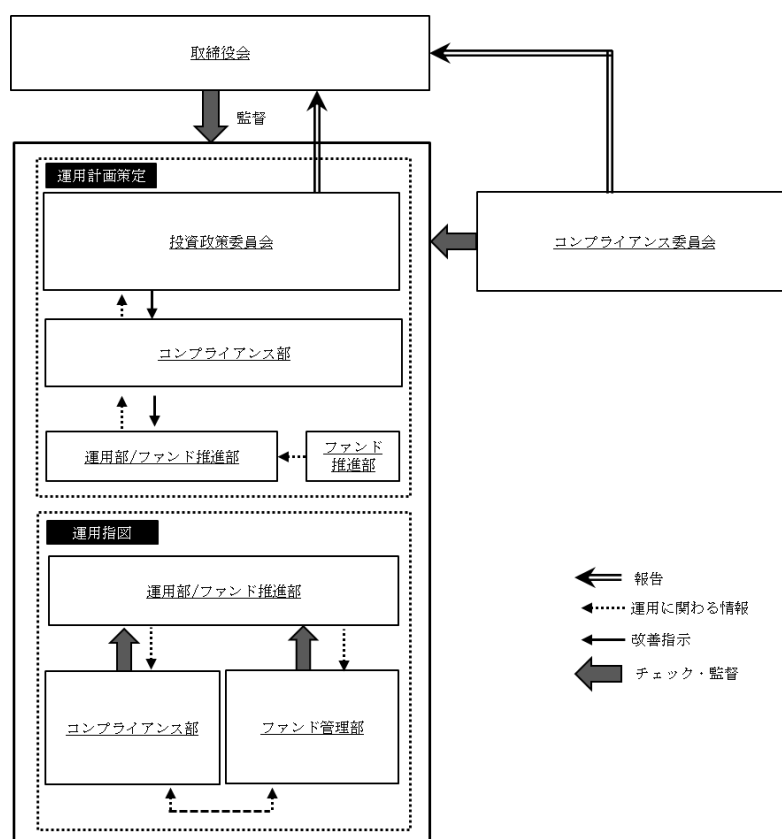 取締役会
監督
運用計画策定
投資政策委員会
コンプライアンス委員会
コンプライアンス部
運用部/ファンド推進部
ファンド
推進部
運用指図
運用部/ファンド推進部
コンプライアンス部
ファンド管理部
報告
運用に関わる情報
改善指示
チェック・監督